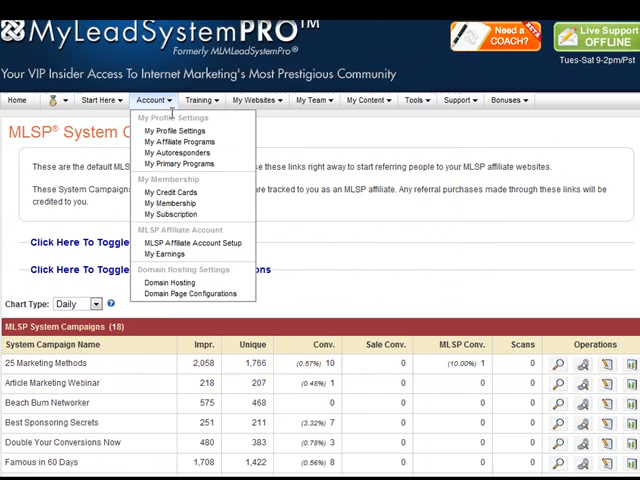 MyLeadSystemPRO™
Formerly MLMLeadSystemPro®
Need a COACH?
BETA
Live Support
OFFLINE
Tues-Sat 9-2pm/Pst
Your VIP Insider Access To Internet Marketing's Most Prestigious Community
Home Start Here Account Training My Websites My Team My Content Tools Support Bonuses
My Profile Settings
My Profile Settings
My Affiliate Programs
My Autoresponders
My Primary Programs
My Membership
My Credit Cards
My Membership
My Subscription
MLSP Affiliate Account
MLSP Affiliate Account Setup
My Earnings
Domain Hosting Settings
Domain Hosting
Domain Page Configurations
MLSP® System C
These are the default MLS se links right away to start referring people to your MLSP affiliate websites.
These System Campaigns are tracked to you as an MLSP affiliate. Any referral purchases made through these links will be
credited to you.
Click Here To Toggle
Click Here To Toggle ions
Chart Type: Daily ?
MLSP System Campaigns (18)
System Campaign Name Impr. Unique Conv. Sale Conv. MLSP Conv. Scans Operations
25 Marketing Methods 2,058 1,766 (0.57%) 10 0 (10.00%) 1 0
Article Marketing Webinar 218 207 (0.48%) 1 0 0 0
Beach Bum Networker 575 468 0 0 0 0
Best Sponsoring Secrets 251 211 (3.32%) 7 0 0 0
Double Your Conversions Now 480 383 (0.78%) 3 0 0 0
Famous in 60 Days 1,708 1,422 (0.56%) 8 0 0 0